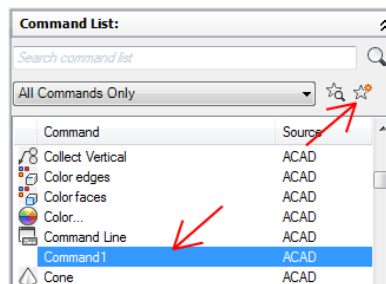 Command List:
Search command list
All Commands Only
Command Source
Collect Vertical ACAD
Color edges ACAD
Color faces ACAD
Color... ACAD
Command Line ACAD
Command1 ACAD
Cone ACAD